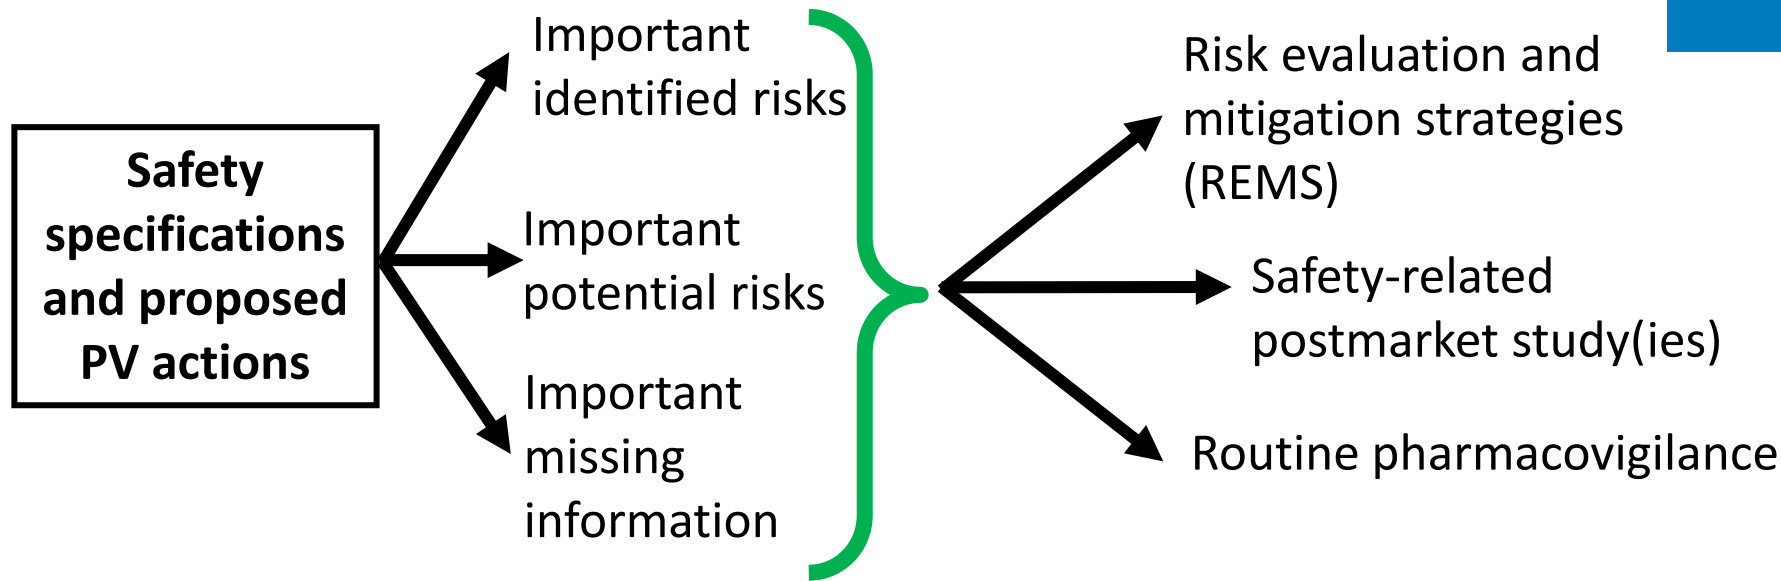 Safety
specifications
and proposed
PV actions
Important
identified risks
Important
potential risks
Important
missing
information
Risk evaluation and
mitigation strategies
(REMS)
Safety-related
postmarket study(ies)
Routine pharmacovigilance